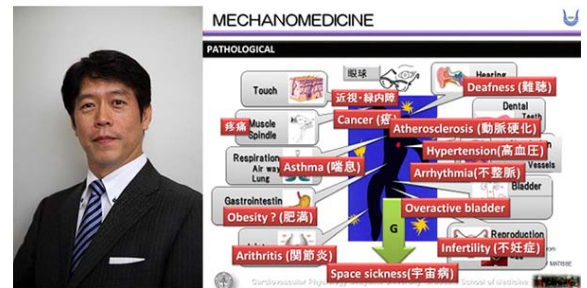 MECHANOMEDICINE
PATHOLOGICAL
眼球
Hearing
Touch
Deafness (難聴)
近視・緑内障
Dental
Teeth
疼痛
Muscle
Spindle
Cancer (癌)
Atherosclerosis (動脈硬化)
Hypertension(高血圧)
Respiration
Air way
Lung
Asthma (喘息)
Vessels
Arrhythmia(不整脈)
Bladder
Gastrointestin
Obesity ? (肥満)
Overactive bladder
G
Reproduction
Infertility (不妊症)
Arithritis (関節炎)
MATISSE
Space sickness(宇宙病)
Cardiovascular Physiology
School of Medicine